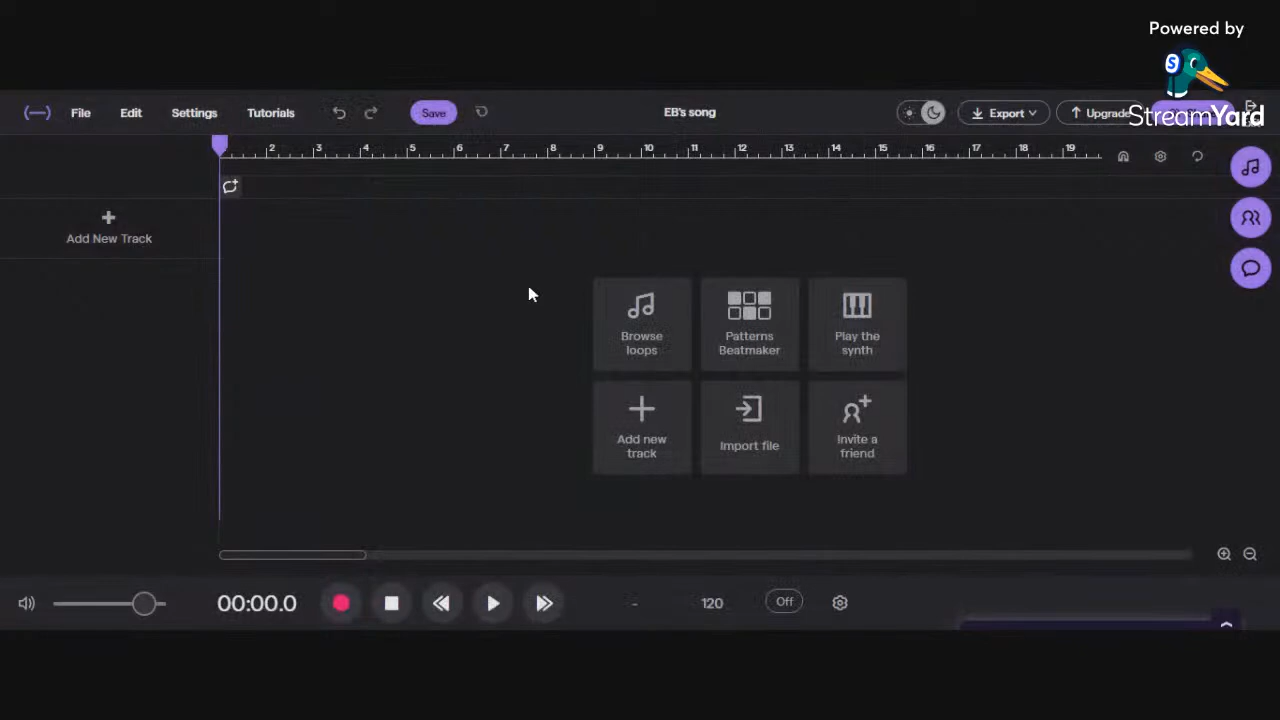 Powered by
S
StreamYard
File Edit Settings Tutorials Save EB's song Export Upgrade
2 3 4 5 6 7 8 9 10 11 12 13 14 15 16 17 18 19
Add New Track
Browse
loops
Patterns
Beatmaker
Play the
synth
Add new
track
Import file
Invite a
friend
00:00.0 - 120 Off